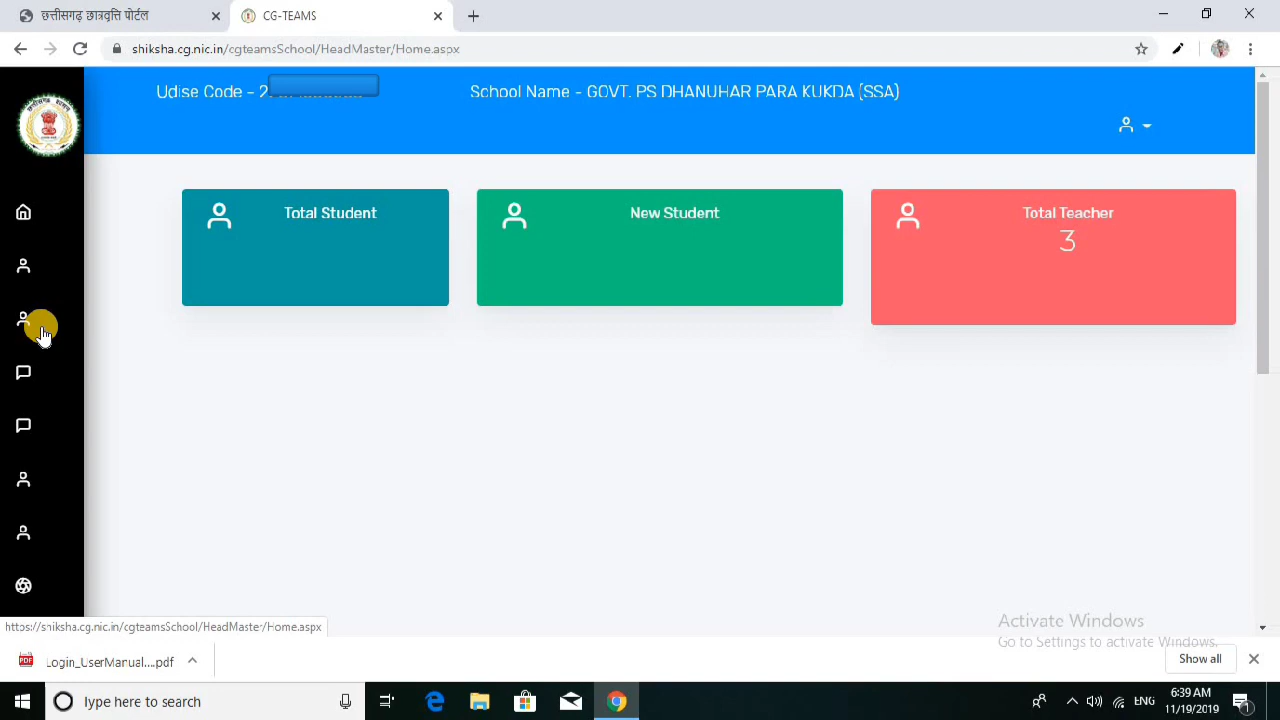 छत्तीसगढ़ छात्रवृत्ति पोर्टल
CG-TEAMS
shiksha.cg.nic.in/cgteamsSchool/HeadMaster/Home.aspx
Udise Code - 2
School Name - GOVT. PS DHANUHAR PARA KUKDA (SSA)
Total Student
New Student
Total Teacher
3
https://shiksha.cg.nic.in/cgteamsSchool/HeadMaster/Home.aspx
Activate Windows
Go to Settings to activate Windows.
PDF
Login_UserManual....pdf
Show all
Type here to search
ENG
6:39 AM
11/19/2019
1